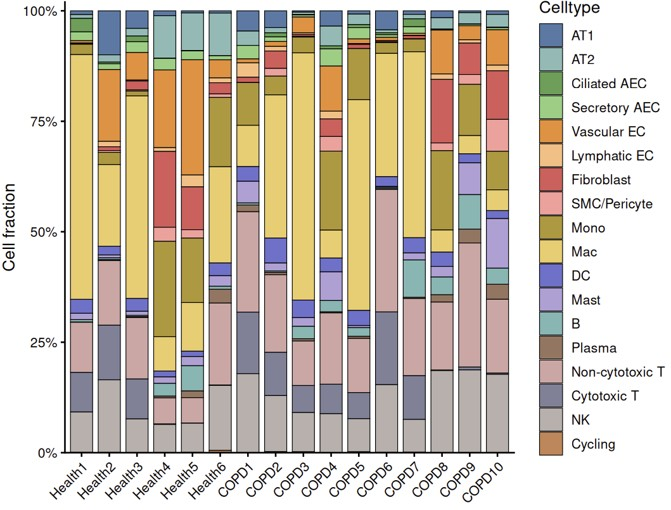 Cell fraction
100%
75%
50%
25%
0%
Health1
Health2
Health3
Health4
Health5
Health6
COPD1
COPD2
COPD3
COPD4
COPD5
COPD6
COPD7
COPD8
COPD9
COPD10
Celltype
AT1
AT2
Ciliated AEC
Secretory AEC
Vascular EC
Lymphatic EC
Fibroblast
SMC/Pericyte
Mono
Mac
DC
Mast
B
Plasma
Non-cytotoxic T
Cytotoxic T
NK
Cycling